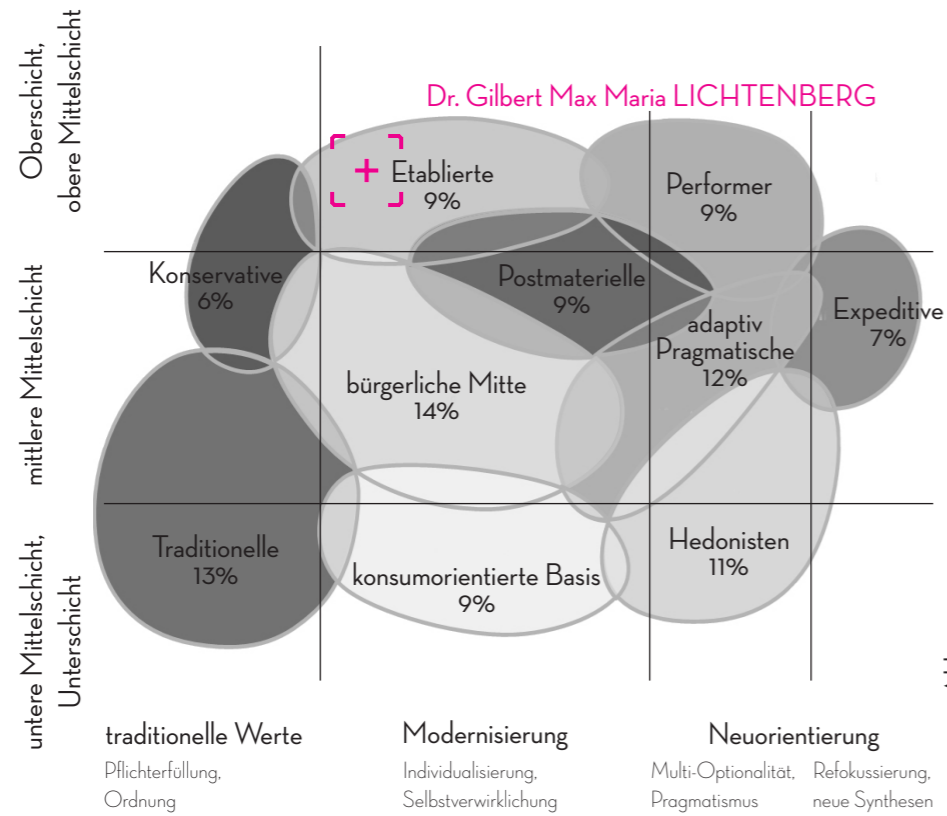 Oberschicht,
obere Mittelschicht
mittlere Mittelschicht
untere Mittelschicht,
Unterschicht
Dr. Gilbert Max Maria LICHTENBERG
Etablierte
9%
Performer
9%
Konservative
6%
Postmaterielle
9%
Expeditive
7%
adaptiv
Pragmatische
12%
bürgerliche Mitte
14%
Traditionelle
13%
konsumorientierte Basis
9%
Hedonisten
11%
traditionelle Werte
Pflichterfüllung,
Ordnung
Modernisierung
Individualisierung,
Selbstverwirklichung
Neuorientierung
Multi-Optionalität,
Pragmatismus
Refokussierung,
neue Synthesen